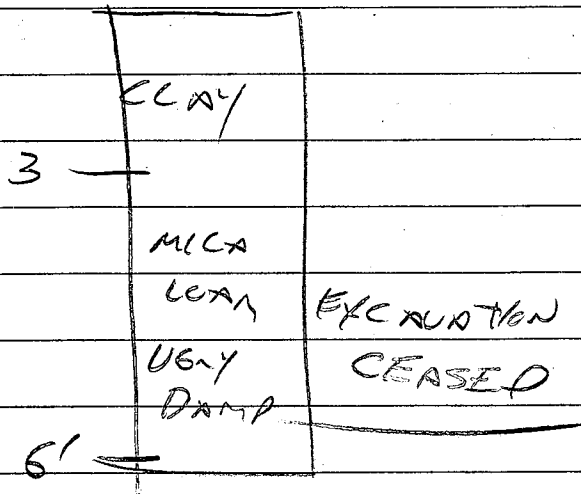 CLAY
3
MICA
LOAM
EXCAVATION
VERY
CEASED
DAMP
6'